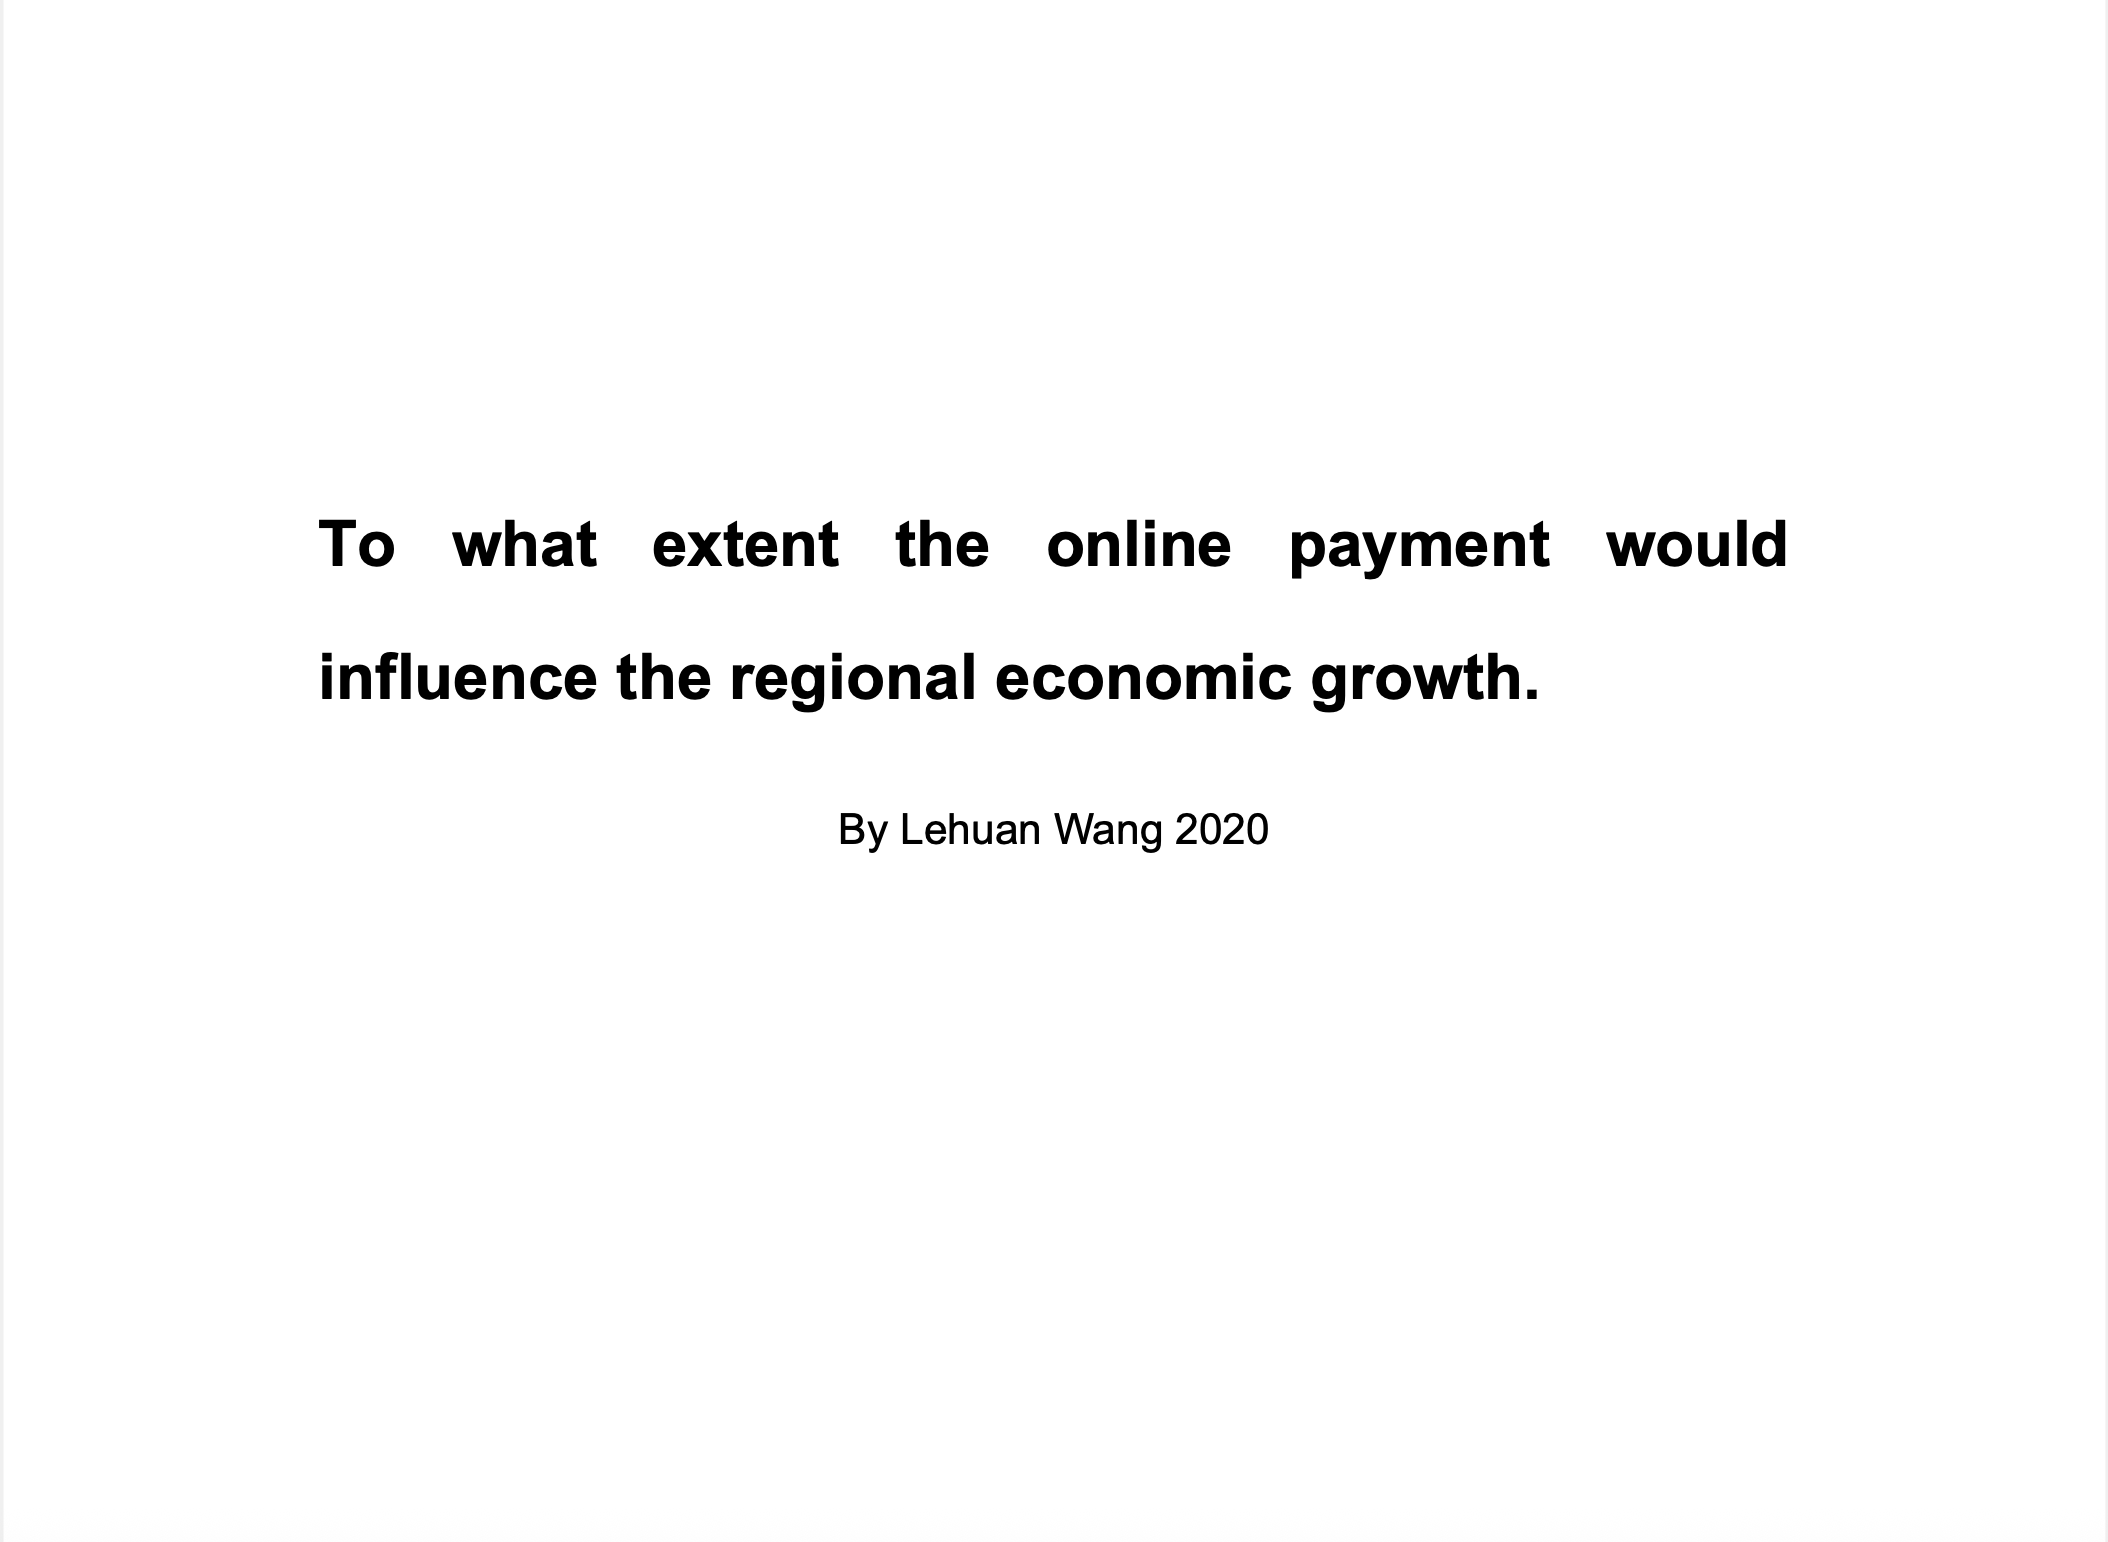 To what extent the online payment would
influence the regional economic growth.
By Lehuan Wang 2020